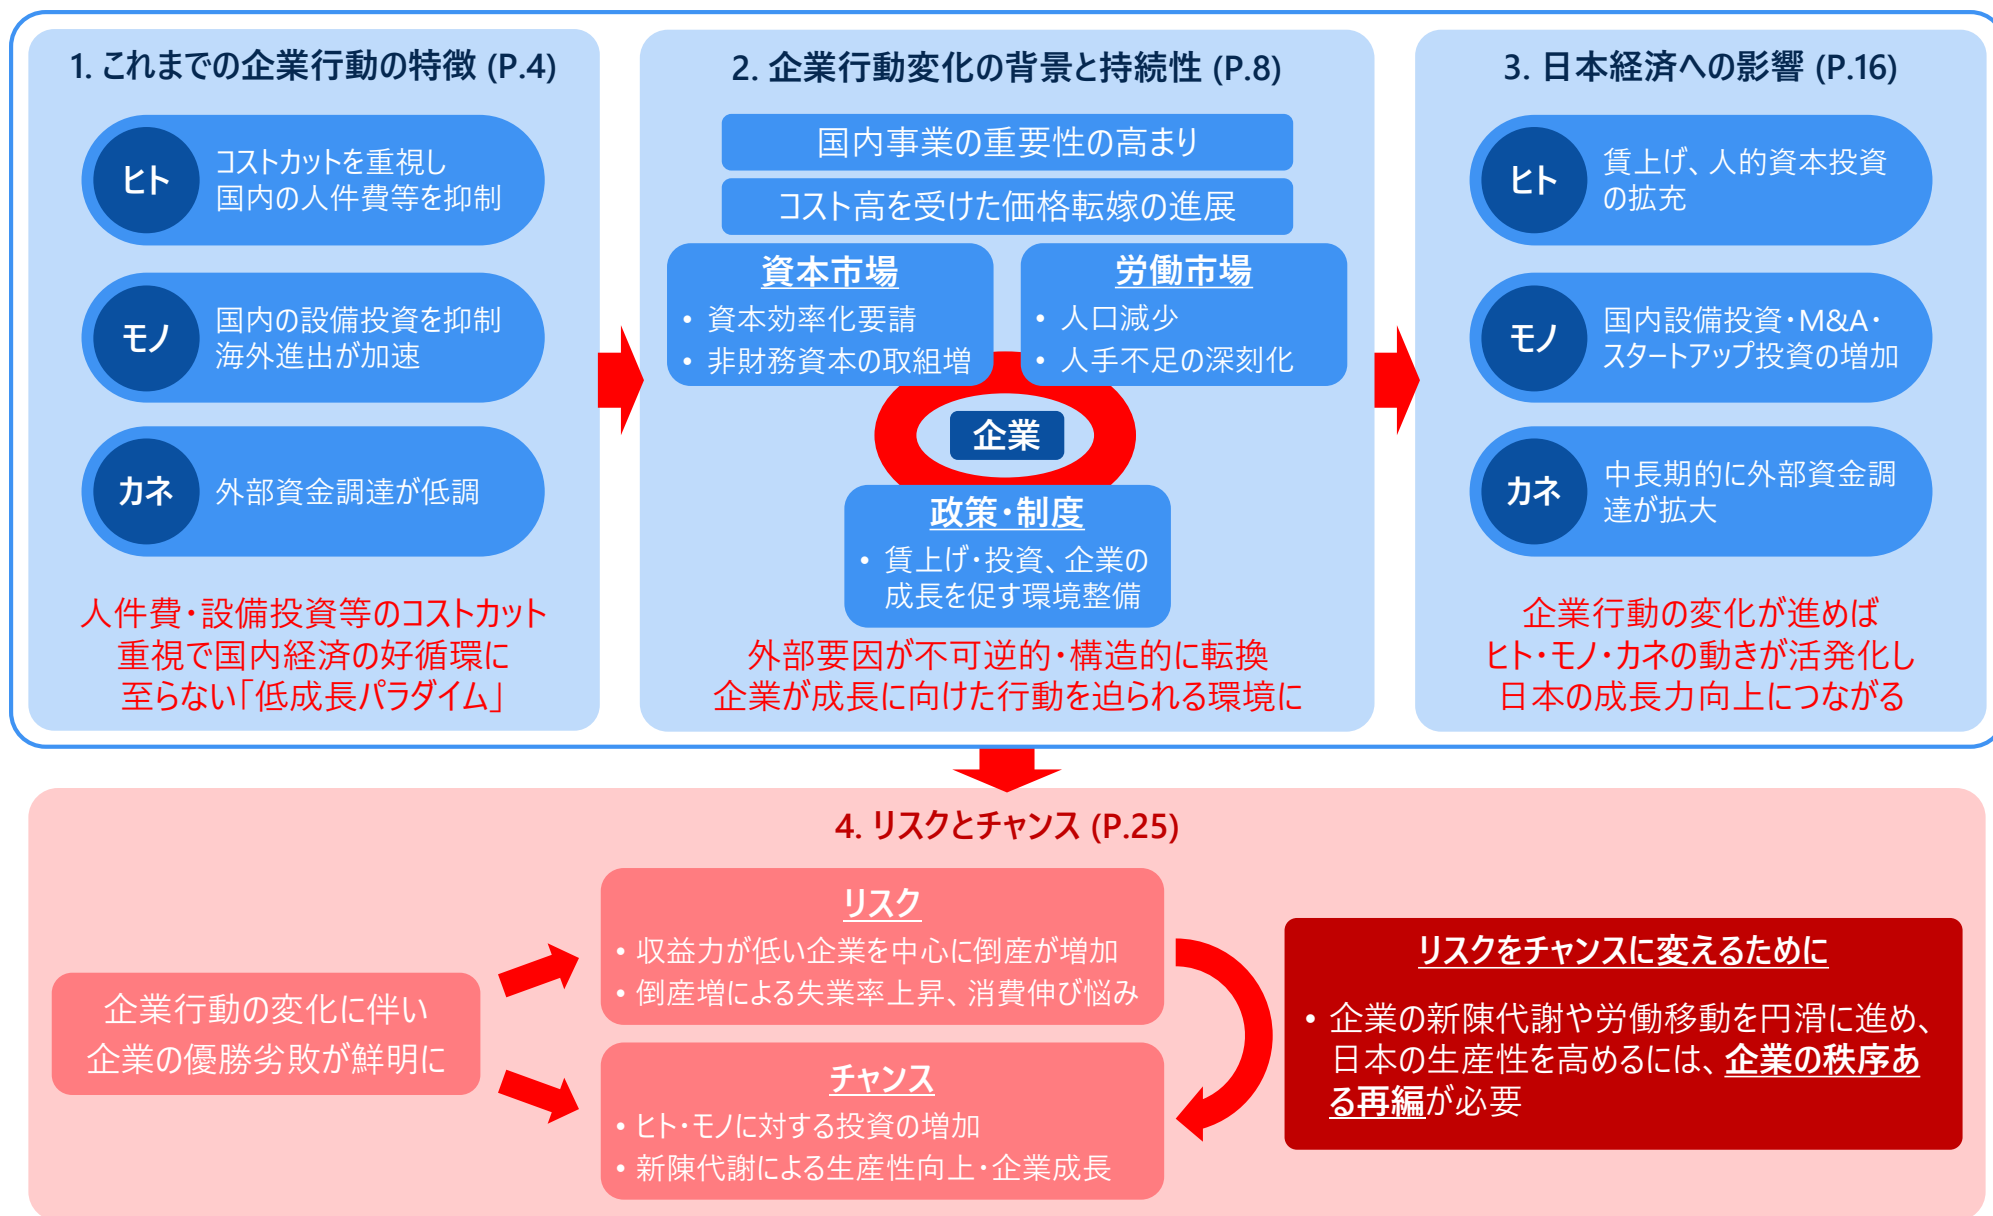 1. これまでの企業行動の特徴 (P.4)
ヒト
コストカットを重視し
国内の人件費等を抑制
モノ
国内の設備投資を抑制
海外進出が加速
カネ
外部資金調達が低調
人件費・設備投資等のコストカット
重視で国内経済の好循環に
至らない「低成長パラダイム」
2. 企業行動変化の背景と持続性 (P.8)
国内事業の重要性の高まり
コスト高を受けた価格転嫁の進展
資本市場
• 資本効率化要請
• 非財務資本の取組増
労働市場
• 人口減少
• 人手不足の深刻化
企業
政策・制度
• 賃上げ・投資、企業の
成長を促す環境整備
外部要因が不可逆的・構造的に転換
企業が成長に向けた行動を迫られる環境に
3. 日本経済への影響 (P.16)
ヒト
賃上げ、人的資本投資
の拡充
モノ
国内設備投資・M&A・
スタートアップ投資の増加
カネ
中長期的に外部資金調
達が拡大
企業行動の変化が進めば
ヒト・モノ・カネの動きが活発化し
日本の成長力向上につながる
4. リスクとチャンス (P.25)
企業行動の変化に伴い
企業の優勝劣敗が鮮明に
リスク
• 収益力が低い企業を中心に倒産が増加
• 倒産増による失業率上昇、消費伸び悩み
チャンス
• ヒト・モノに対する投資の増加
• 新陳代謝による生産性向上・企業成長
リスクをチャンスに変えるために
• 企業の新陳代謝や労働移動を円滑に進め、
日本の生産性を高めるには、企業の秩序あ
る再編が必要